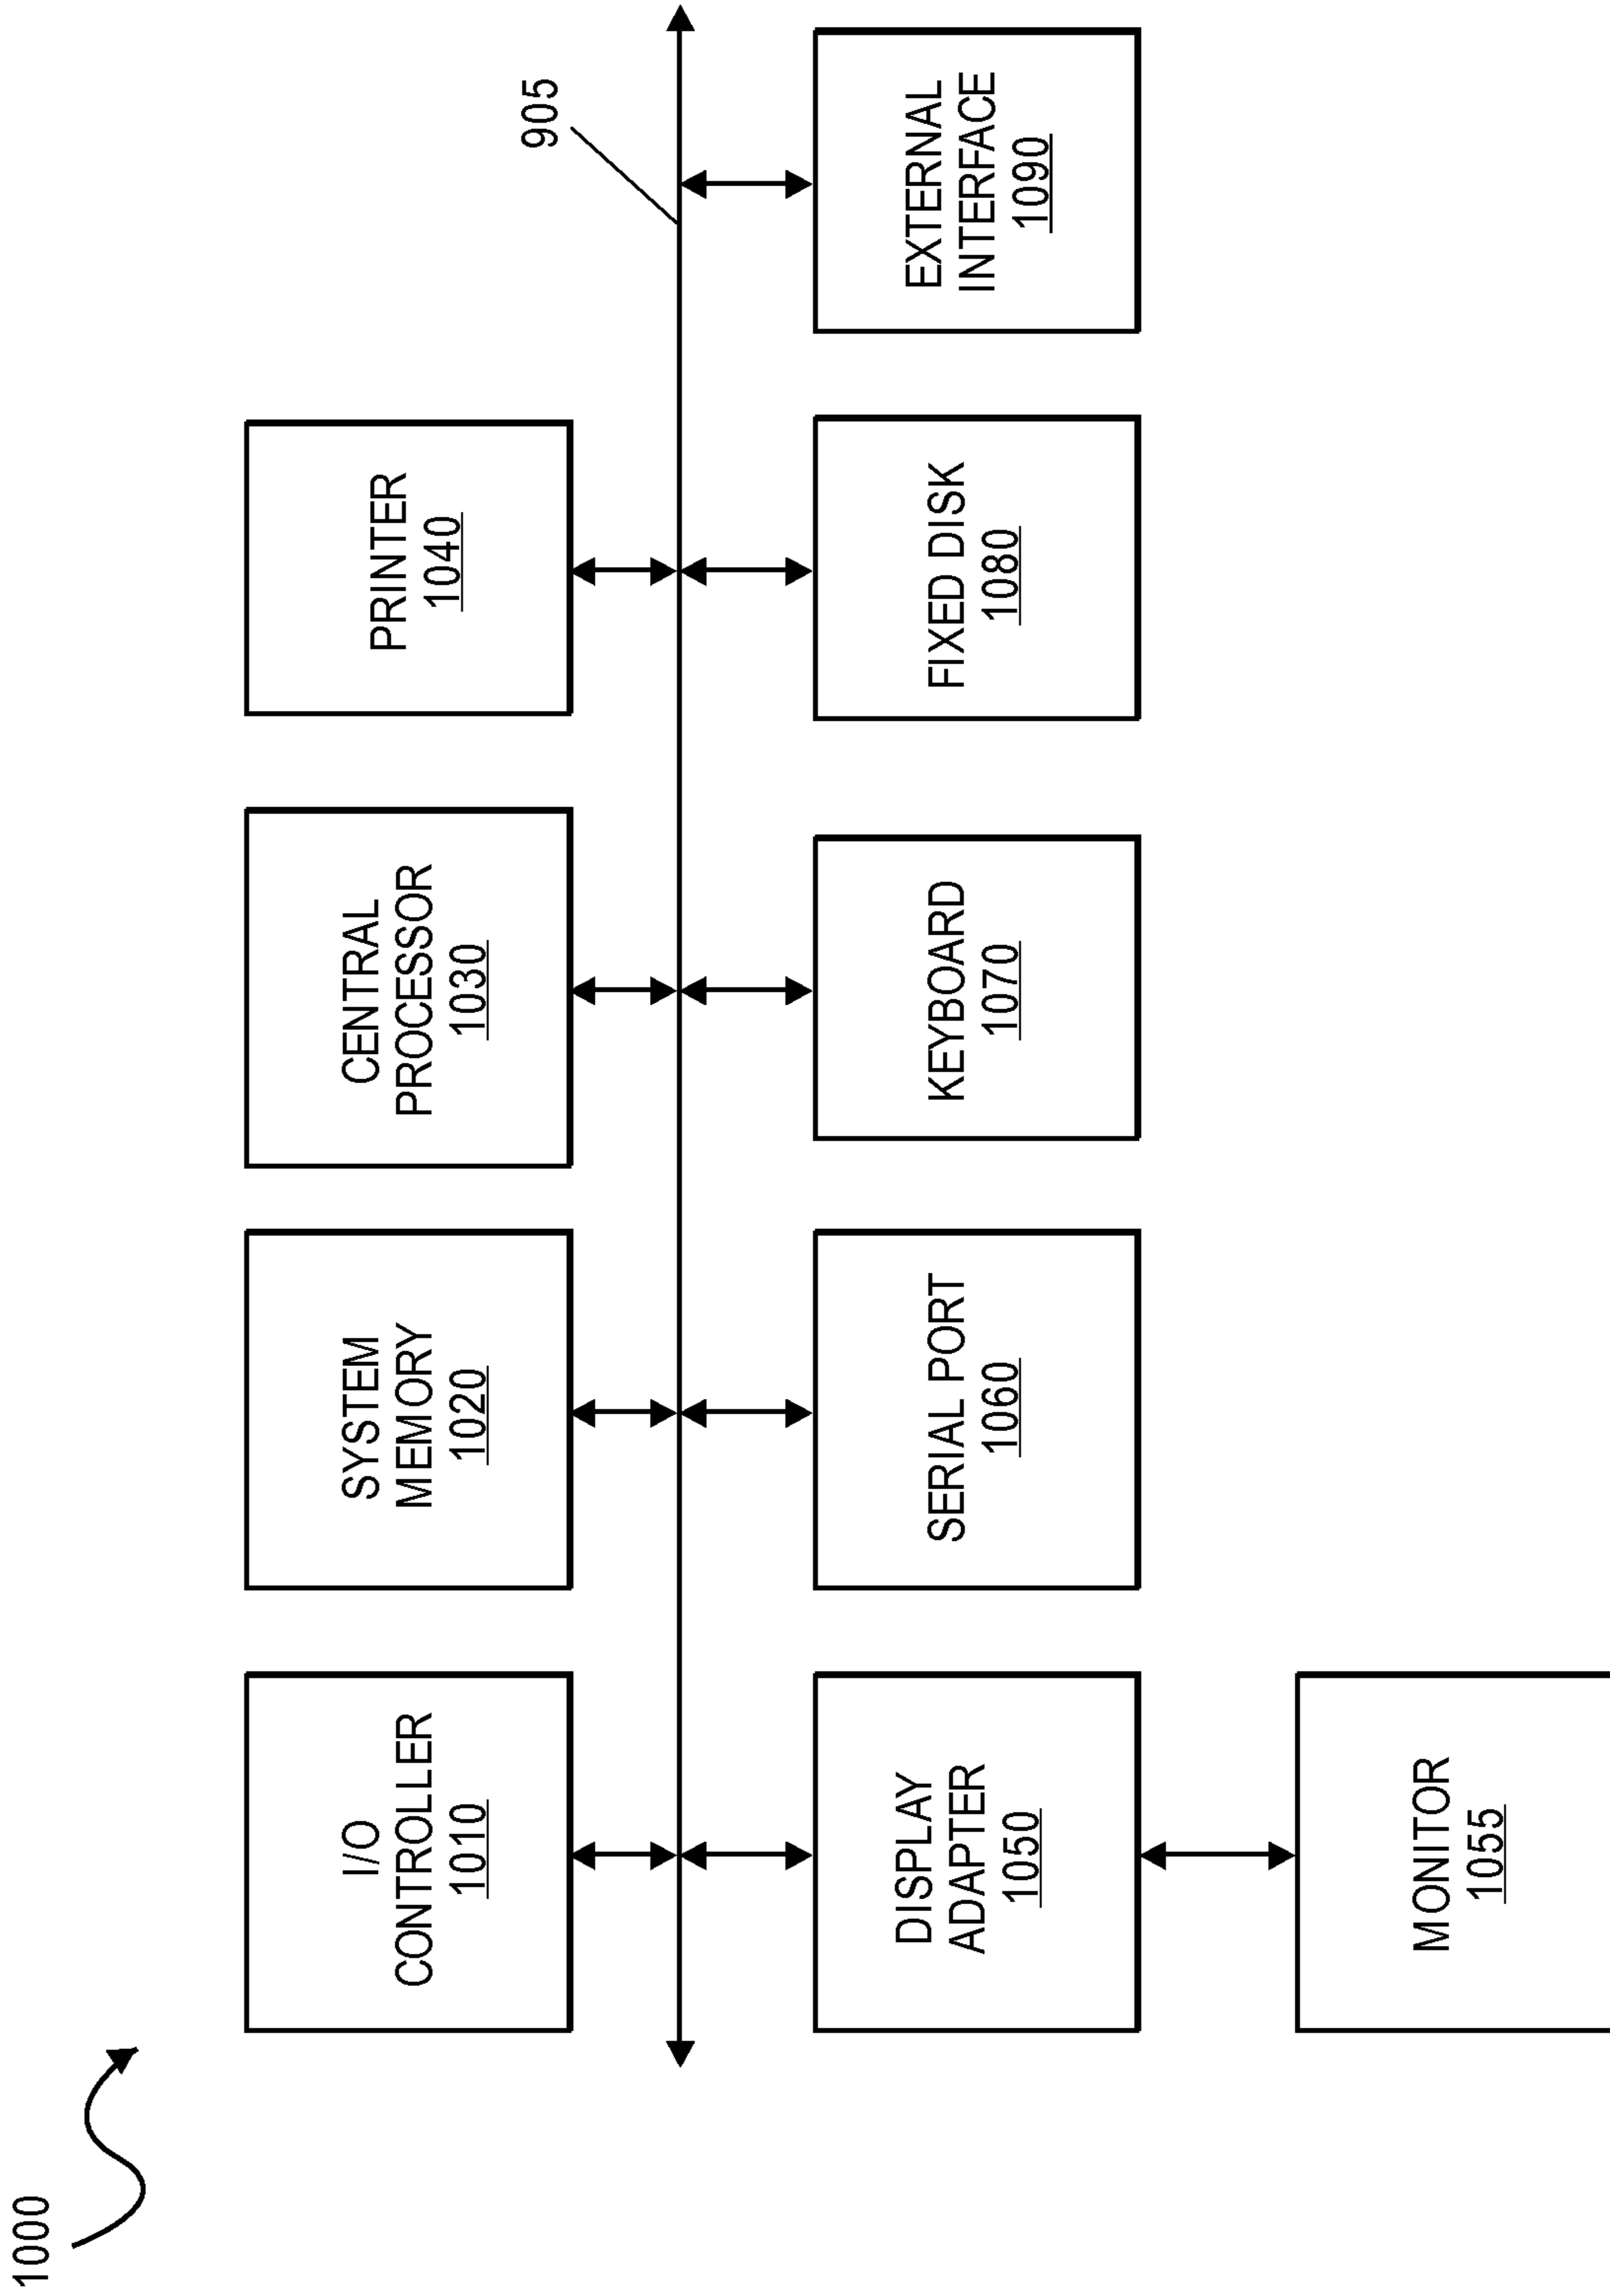 1000
I/O
CONTROLLER
1010
SYSTEM
MEMORY
1020
CENTRAL
PROCESSOR
1030
PRINTER
1040
905
DISPLAY
ADAPTER
1050
SERIAL PORT
1060
KEYBOARD
1070
FIXED DISK
1080
EXTERNAL
INTERFACE
1090
MONITOR
1055